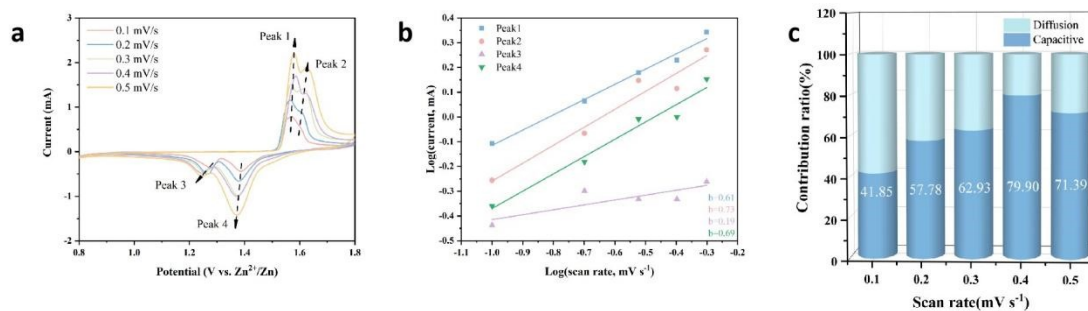 a
0.1 mV/s
0.2 mV/s
0.3 mV/s
0.4 mV/s
0.5 mV/s
Peak 1
Peak 2
Peak 3
Peak 4
Current (mA)
3
2
1
0
-1
-2
0.8 1.0 1.2 1.4 1.6 1.8
Potential (V vs. Zn²⁺/Zn)
b
Peak1
Peak2
Peak3
Peak4
Log(current, mA)
0.4
0.3
0.2
0.1
-0.0
-0.1
-0.2
-0.3
-0.4
-0.5
b=0.61
b=0.73
b=0.19
b=0.69
-1.1 -1.0 -0.9 -0.8 -0.7 -0.6 -0.5 -0.4 -0.3 -0.2
Log(scan rate, mV s⁻¹)
c
Diffusion
Capacitive
Contribution ratio(%)
120
100
80
60
40
20
0
41.85 57.78 62.93 79.90 71.39
0.1 0.2 0.3 0.4 0.5
Scan rate(mV s⁻¹)